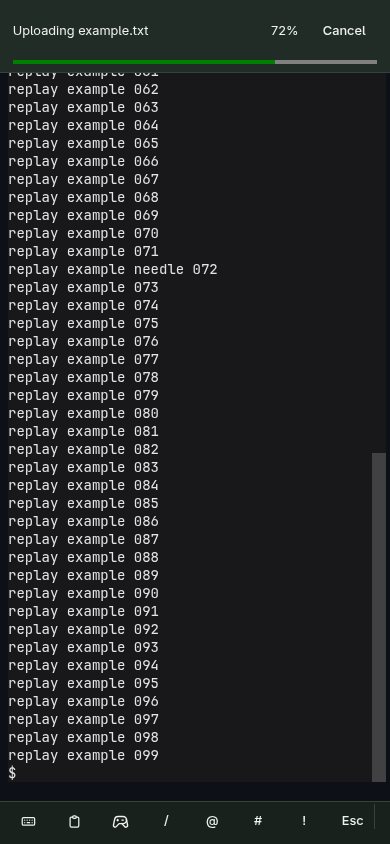 Uploading example.txt 72% Cancel
replay example 061
replay example 062
replay example 063
replay example 064
replay example 065
replay example 066
replay example 067
replay example 068
replay example 069
replay example 070
replay example 071
replay example needle 072
replay example 073
replay example 074
replay example 075
replay example 076
replay example 077
replay example 078
replay example 079
replay example 080
replay example 081
replay example 082
replay example 083
replay example 084
replay example 085
replay example 086
replay example 087
replay example 088
replay example 089
replay example 090
replay example 091
replay example 092
replay example 093
replay example 094
replay example 095
replay example 096
replay example 097
replay example 098
replay example 099
$
/ @ # ! Esc